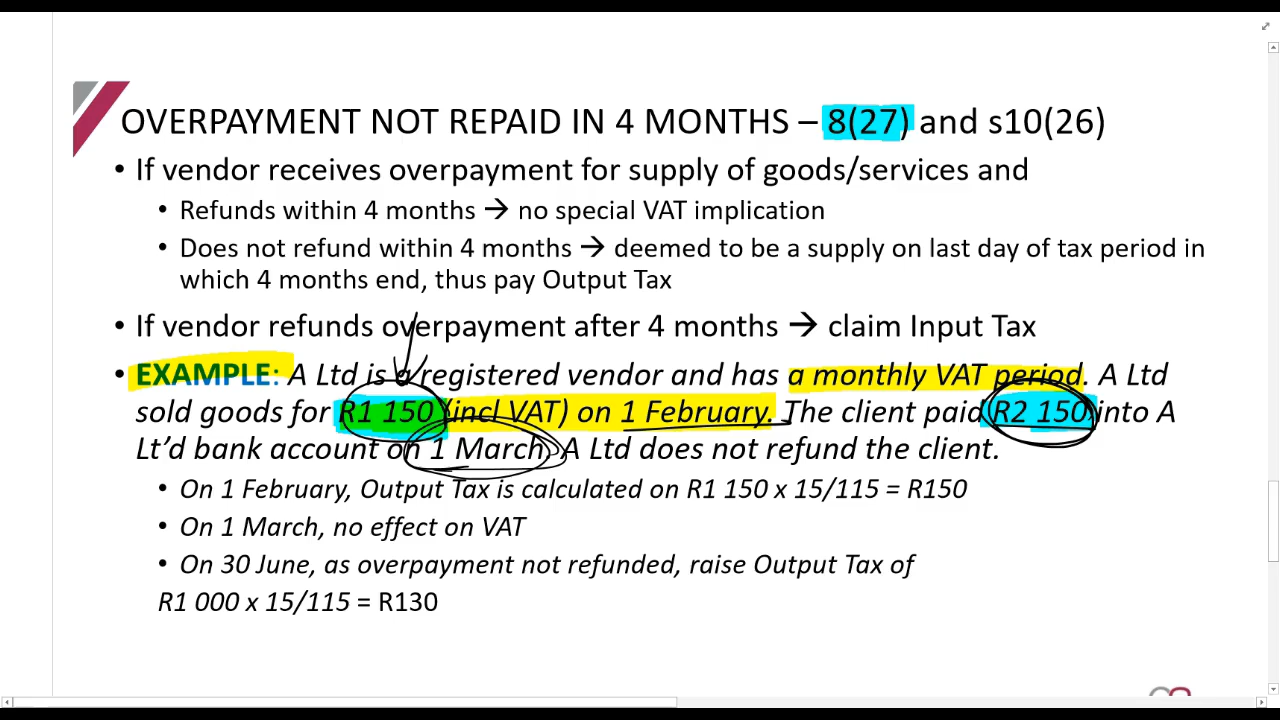 OVERPAYMENT NOT REPAID IN 4 MONTHS – 8(27) and s10(26)
• If vendor receives overpayment for supply of goods/services and
• Refunds within 4 months → no special VAT implication
• Does not refund within 4 months → deemed to be a supply on last day of tax period in
which 4 months end, thus pay Output Tax
• If vendor refunds overpayment after 4 months → claim Input Tax
• EXAMPLE: A Ltd is a registered vendor and has a monthly VAT period. A Ltd
sold goods for R1 150 (incl VAT) on 1 February. The client paid R2 150 into A
Lt’d bank account on 1 March. A Ltd does not refund the client.
• On 1 February, Output Tax is calculated on R1 150 x 15/115 = R150
• On 1 March, no effect on VAT
• On 30 June, as overpayment not refunded, raise Output Tax of
R1 000 x 15/115 = R130